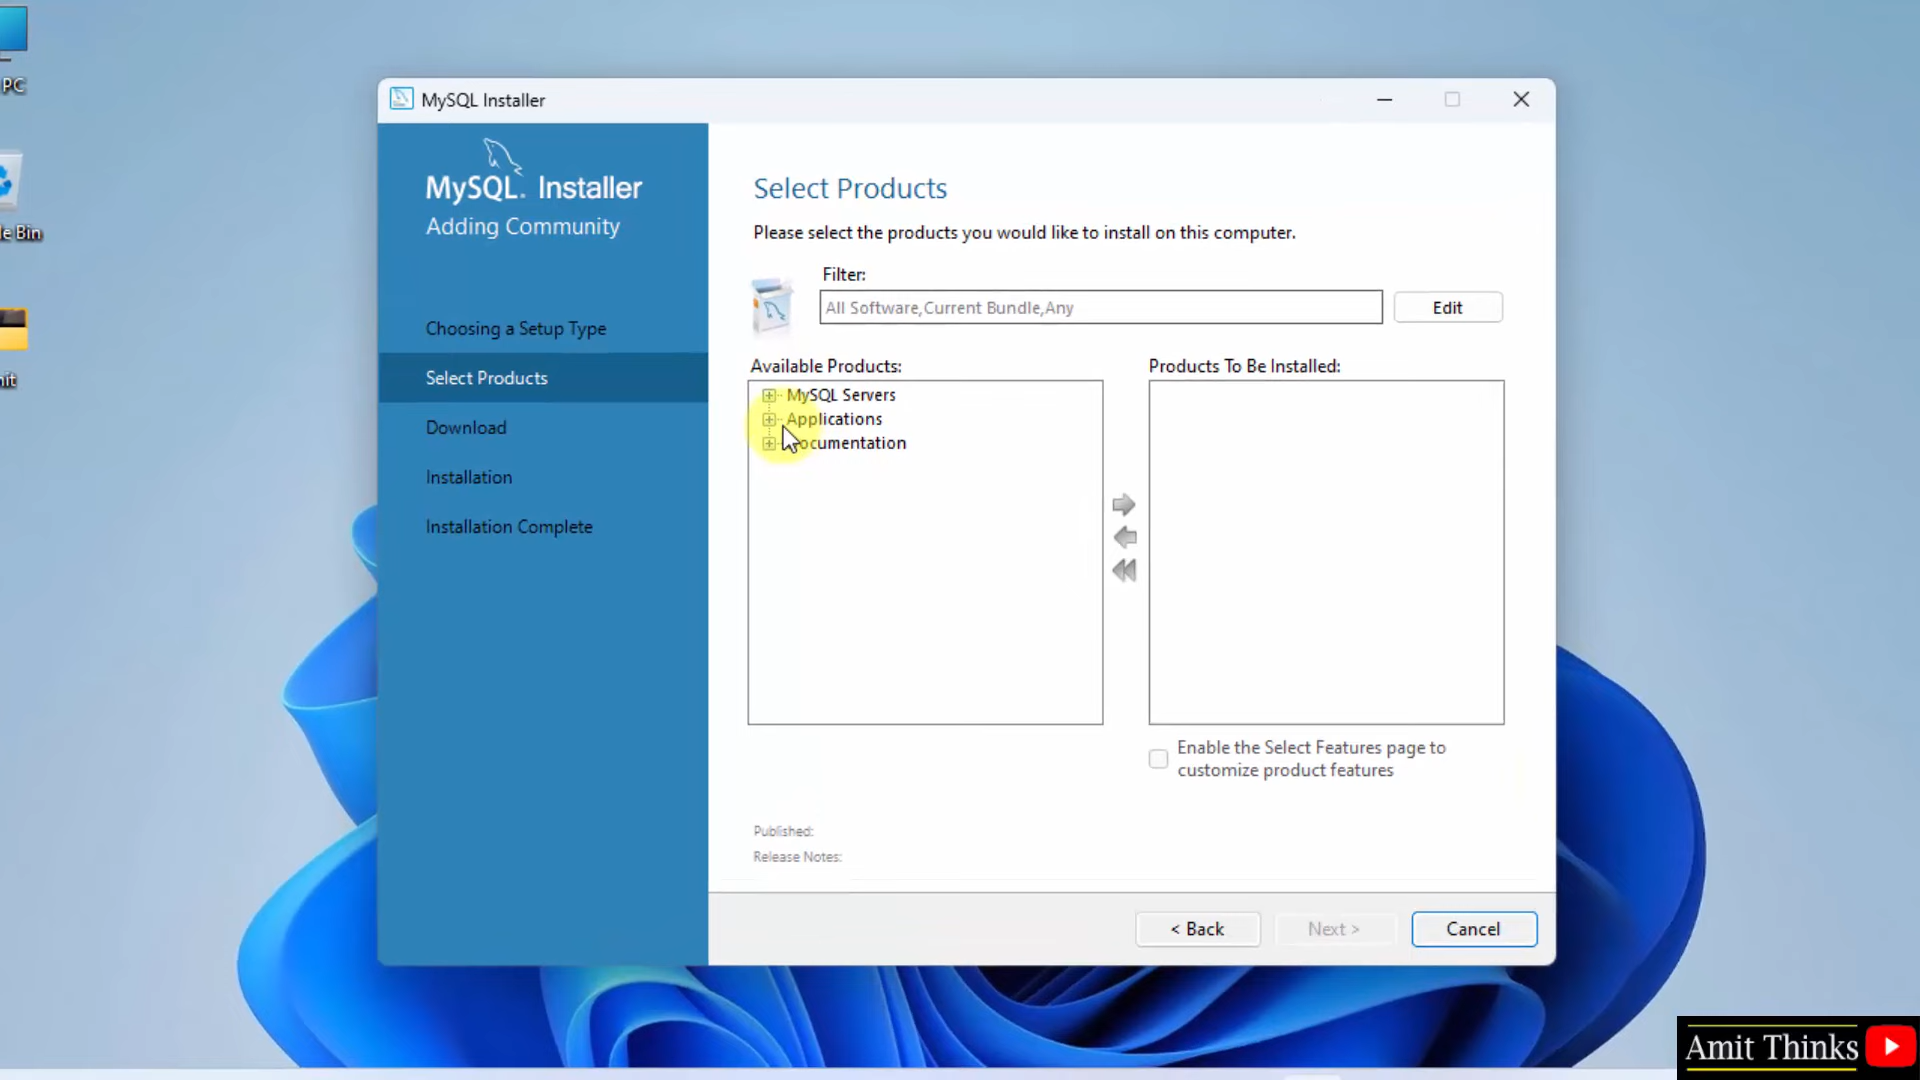 PC
MySQL Installer
MySQL Installer
Adding Community
Select Products
Please select the products you would like to install on this computer.
le Bin
Filter:
All Software,Current Bundle,Any
Edit
Choosing a Setup Type
Select Products
Available Products:
Products To Be Installed:
MySQL Servers
Applications
ocumentation
Download
Installation
Installation Complete
Enable the Select Features page to
customize product features
Published:
Release Notes:
< Back
Next >
Cancel
Amit Thinks